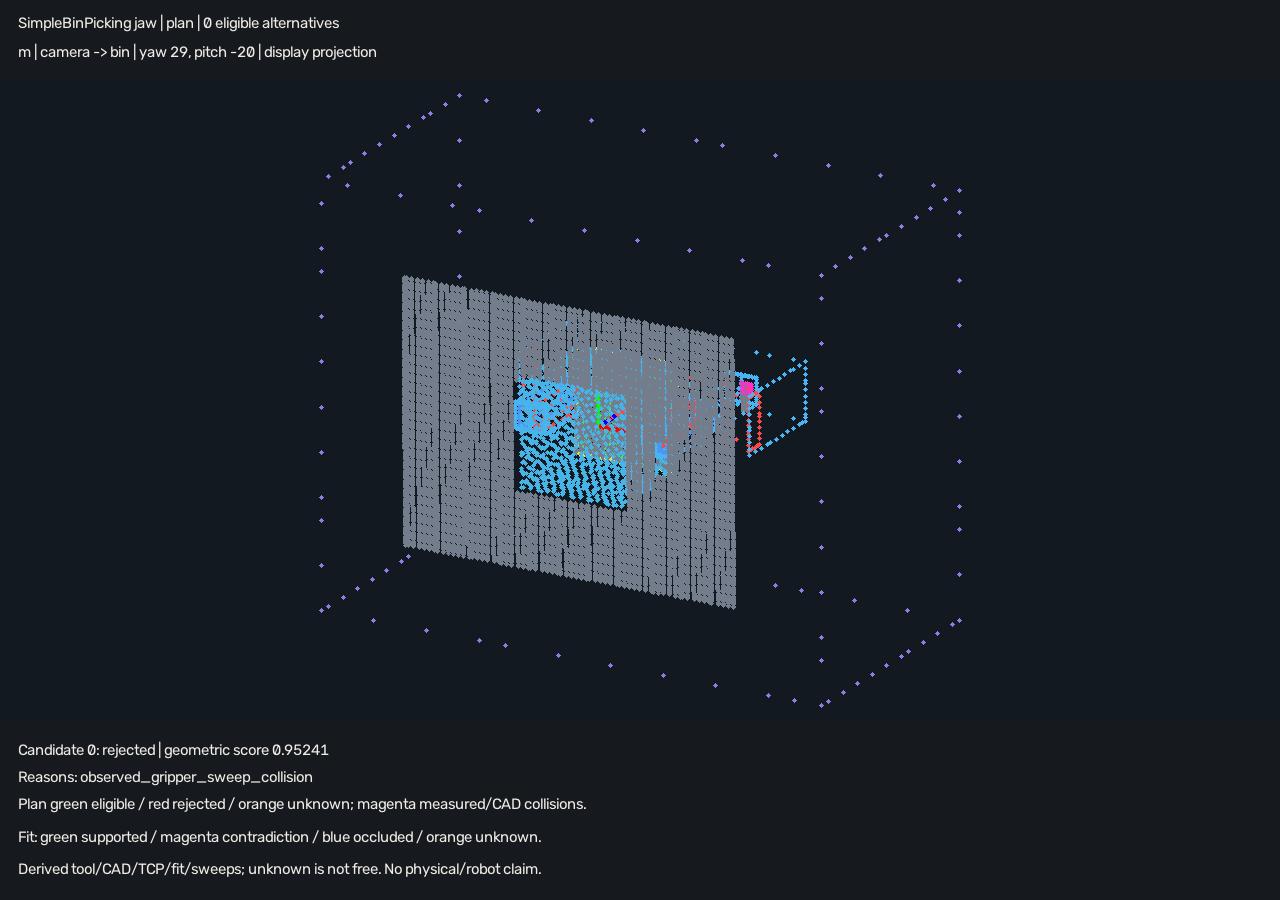 SimpleBinPicking jaw | plan | 0 eligible alternatives
m | camera -> bin | yaw 29, pitch -20 | display projection
Candidate 0: rejected | geometric score 0.95241
Reasons: observed_gripper_sweep_collision
Plan green eligible / red rejected / orange unknown; magenta measured/CAD collisions.
Fit: green supported / magenta contradiction / blue occluded / orange unknown.
Derived tool/CAD/TCP/fit/sweeps; unknown is not free. No physical/robot claim.